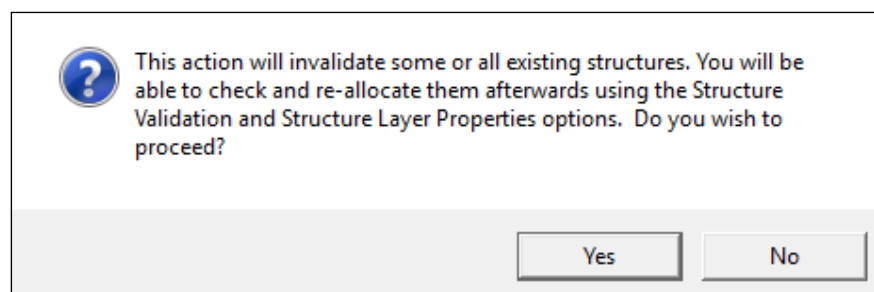 This action will invalidate some or all existing structures. You will be
able to check and re-allocate them afterwards using the Structure
Validation and Structure Layer Properties options.  Do you wish to
proceed?
Yes
No